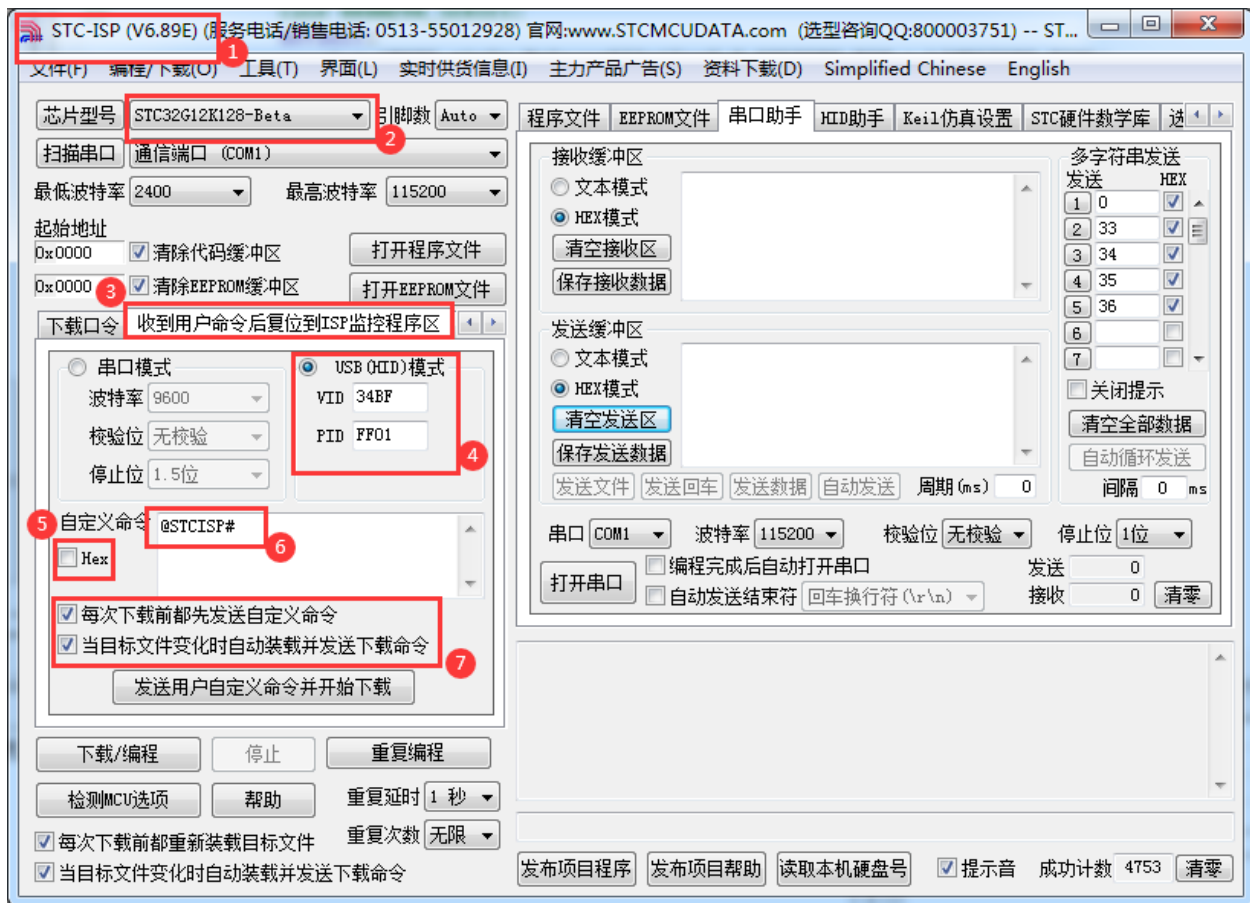 STC-ISP (V6.89E) (服务电话/销售电话: 0513-55012928) 官网:www.STCMCUDATA.com (选型咨询QQ:800003751) -- ST...
1
文件(F) 编程/下载(O) 工具(T) 界面(L) 实时供货信息(I) 主力产品广告(S) 资料下载(D) Simplified Chinese English
芯片型号 STC32G12K128-Beta 引脚数 Auto
2
扫描串口 通信端口 (COM1)
最低波特率 2400 最高波特率 115200
起始地址
0x0000 清除代码缓冲区 打开程序文件
0x0000 3 清除EEPROM缓冲区 打开EEPROM文件
下载口令 收到用户命令后复位到ISP监控程序区
串口模式 USB(HID)模式
波特率 9600 VID 34BF
校验位 无校验 PID FF01
4
停止位 1.5位
5 自定义命令 @STCISP#
6
Hex
每次下载前都先发送自定义命令
当目标文件变化时自动装载并发送下载命令
7
发送用户自定义命令并开始下载
下载/编程 停止 重复编程
检测MCU选项 帮助 重复延时 1 秒
每次下载前都重新装载目标文件 重复次数 无限
当目标文件变化时自动装载并发送下载命令
程序文件 EEPROM文件 串口助手 HID助手 Keil仿真设置 STC硬件数学库
接收缓冲区
文本模式
HEX模式
清空接收区
保存接收数据
多字符串发送
发送 HEX
1 0
2 33
3 34
4 35
5 36
6
7
关闭提示
清空全部数据
自动循环发送
间隔 0 ms
发送缓冲区
文本模式
HEX模式
清空发送区
保存发送数据
发送文件 发送回车 发送数据 自动发送 周期(ms) 0
串口 COM1 波特率 115200 校验位 无校验 停止位 1位
打开串口 编程完成后自动打开串口 发送 0
自动发送结束符 回车换行符(\r\n) 接收 0 清零
发布项目程序 发布项目帮助 读取本机硬盘号 提示音 成功计数 4753 清零